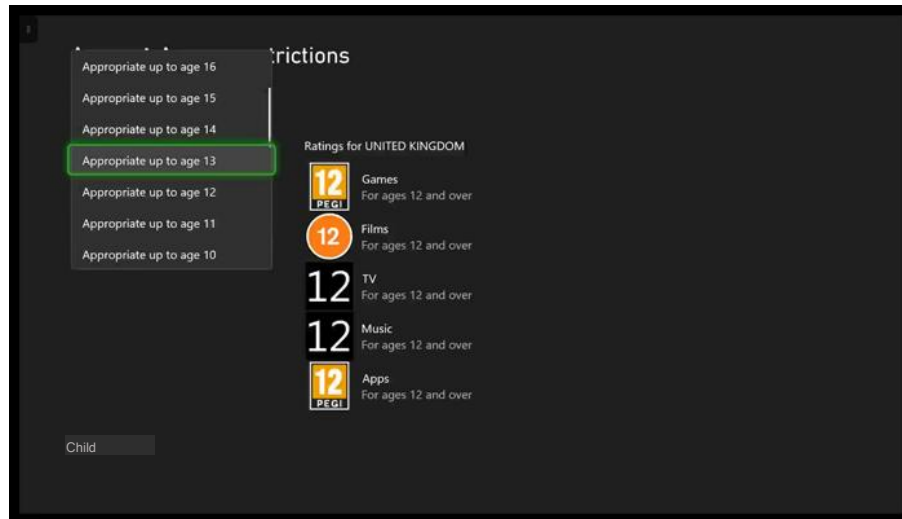 trictions
Appropriate up to age 16
Appropriate up to age 15
Appropriate up to age 14
Appropriate up to age 13
Appropriate up to age 12
Appropriate up to age 11
Appropriate up to age 10
Ratings for UNITED KINGDOM
12
PEGI
Games
For ages 12 and over
12
Films
For ages 12 and over
12
TV
For ages 12 and over
12
Music
For ages 12 and over
12
PEGI
Apps
For ages 12 and over
Child